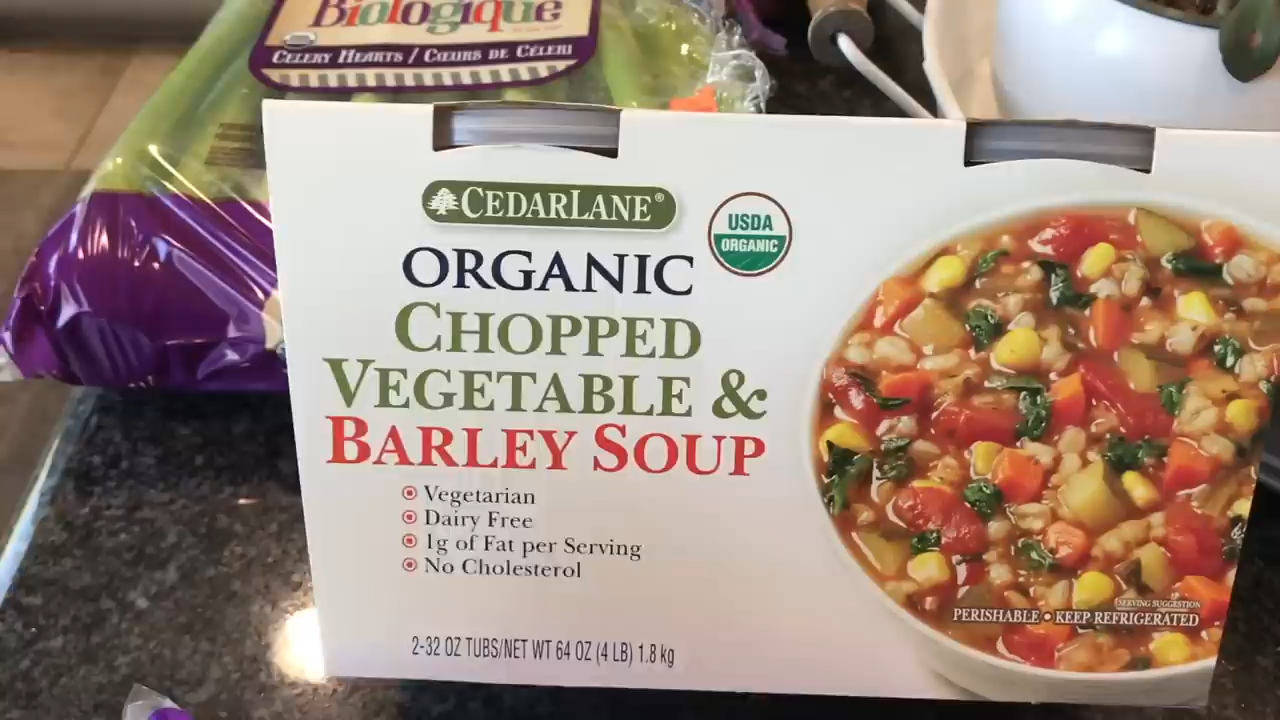 Biologique
CELERY HEARTS / CŒURS DE CÉLERI
CEDARLANE®
USDA
ORGANIC
ORGANIC
CHOPPED
VEGETABLE &
BARLEY SOUP
Vegetarian
Dairy Free
1g of Fat per Serving
No Cholesterol
SERVING SUGGESTION
PERISHABLE • KEEP REFRIGERATED
2-32 OZ TUBS/NET WT 64 OZ (4 LB) 1.8 kg